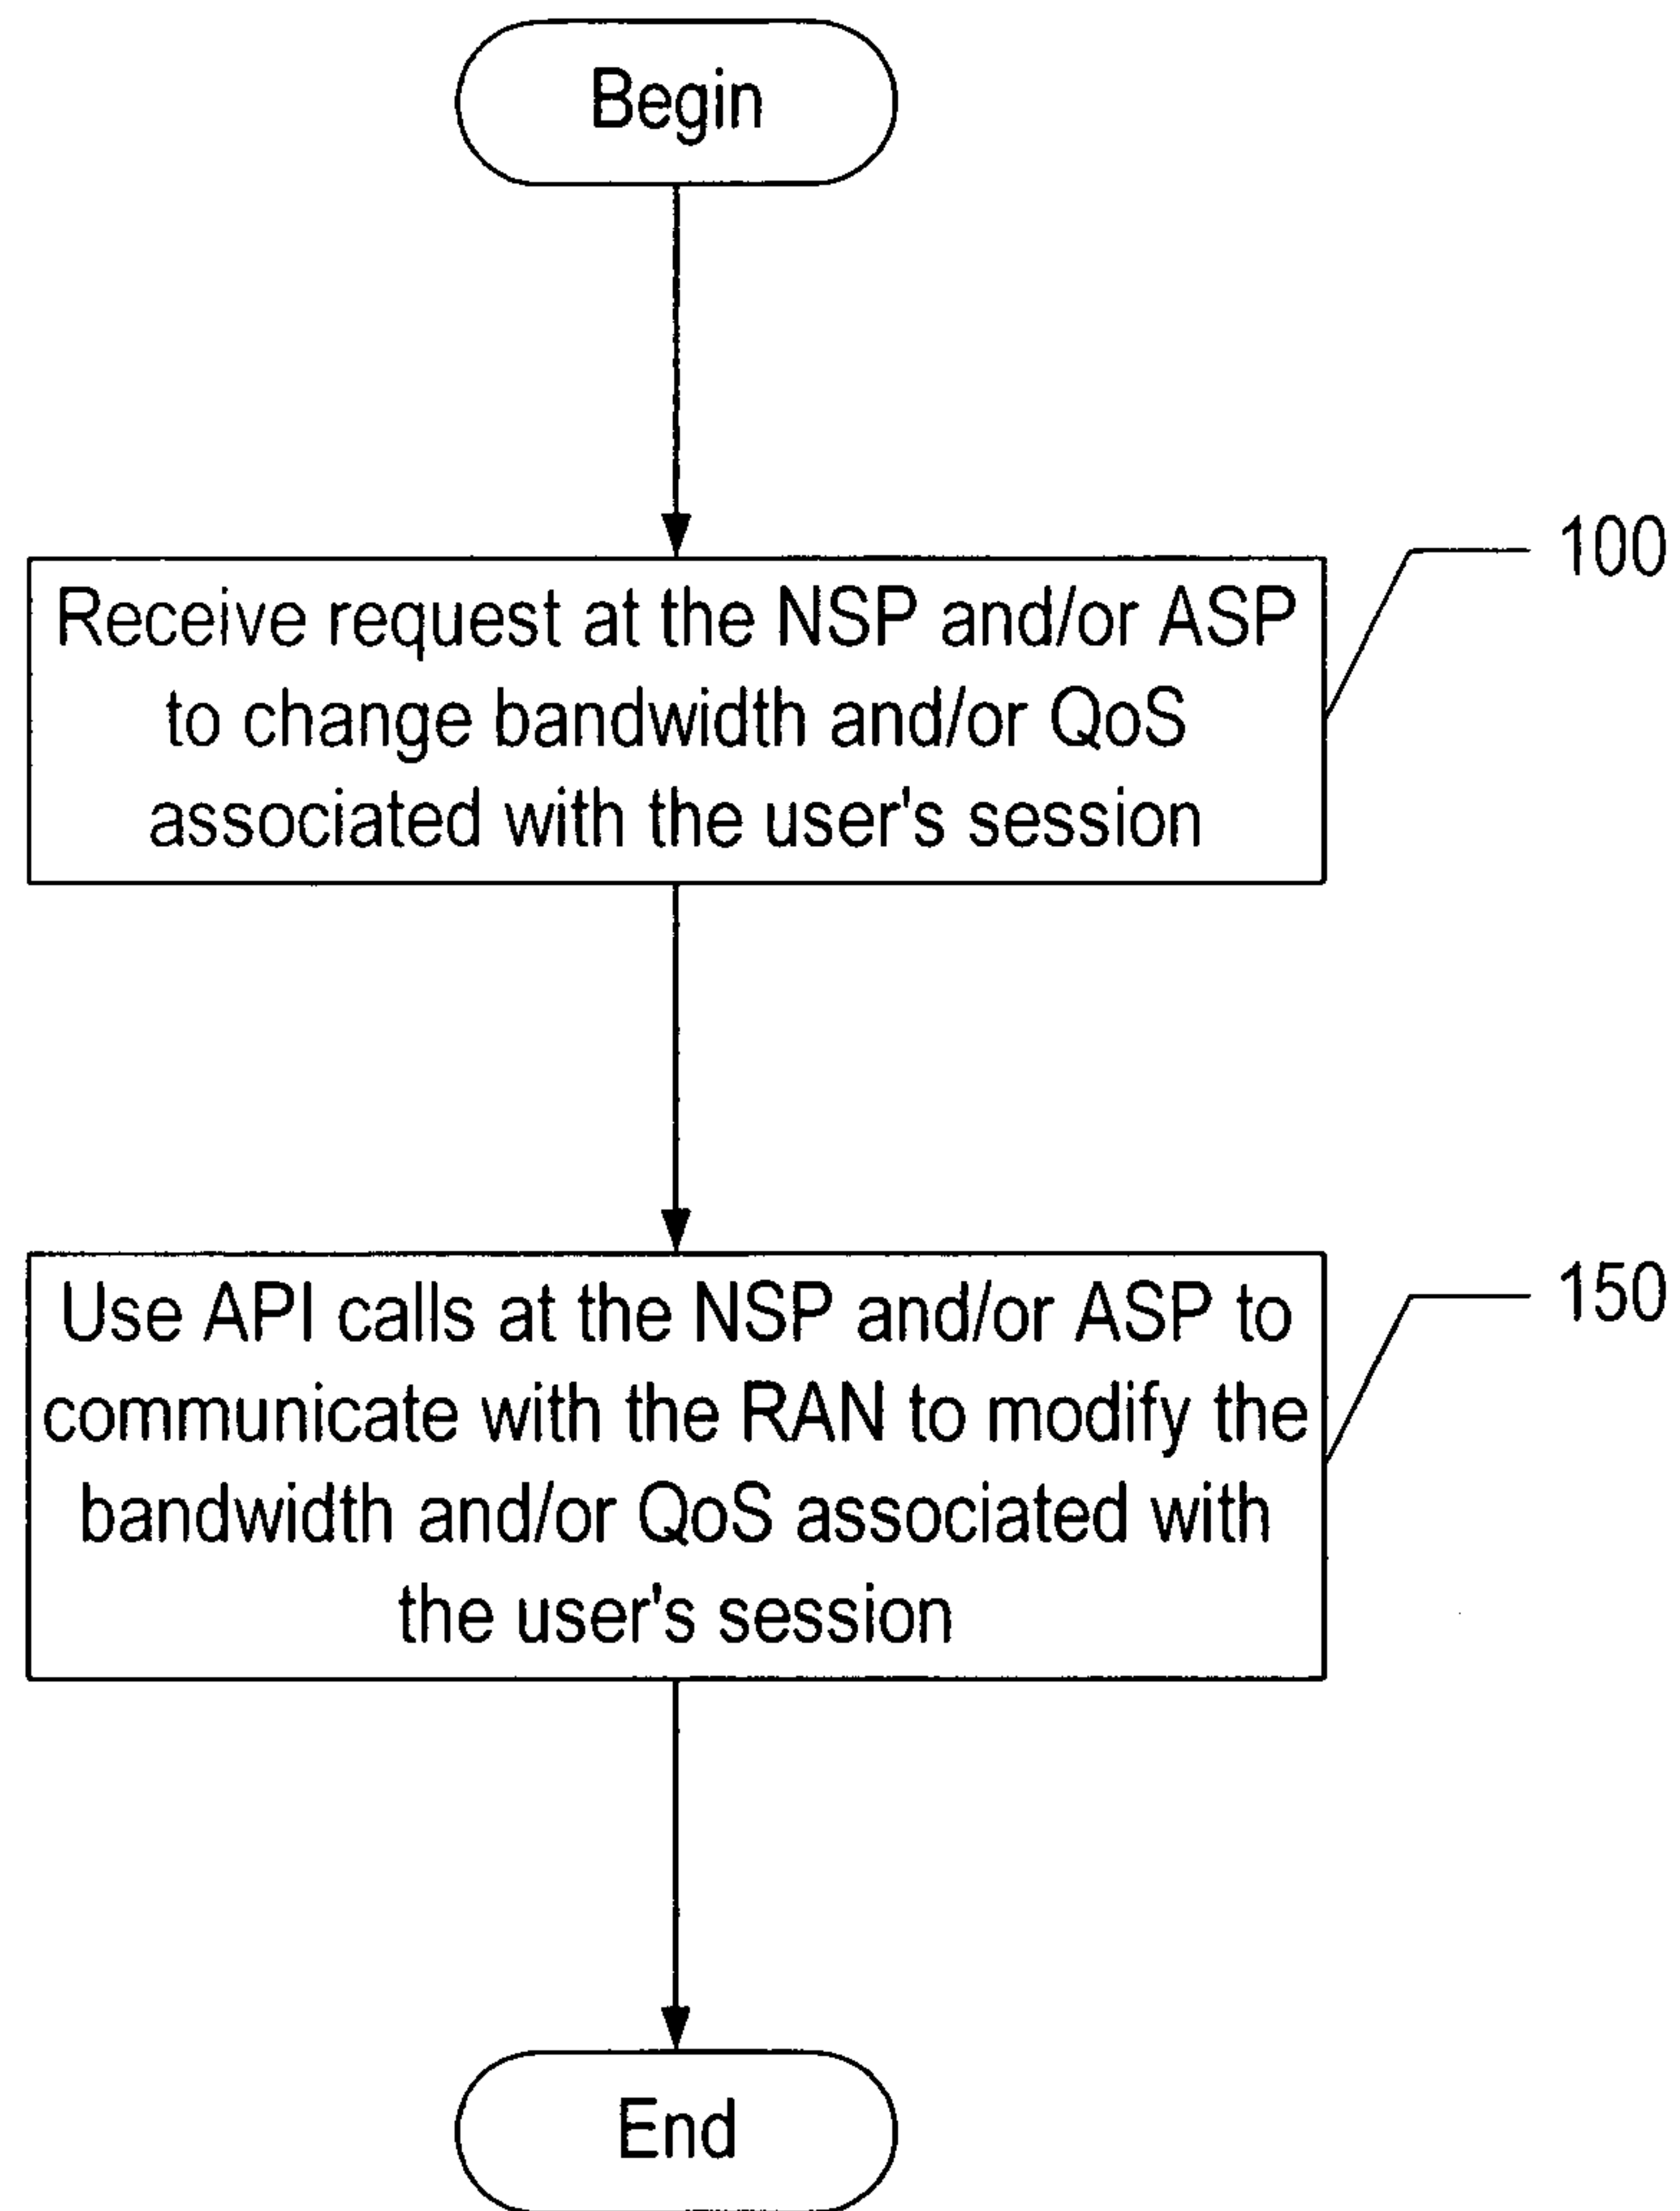 Begin
100
Receive request at the NSP and/or ASP
to change bandwidth and/or QoS
associated with the user's session
150
Use API calls at the NSP and/or ASP to
communicate with the RAN to modify the
bandwidth and/or QoS associated with
the user's session
End